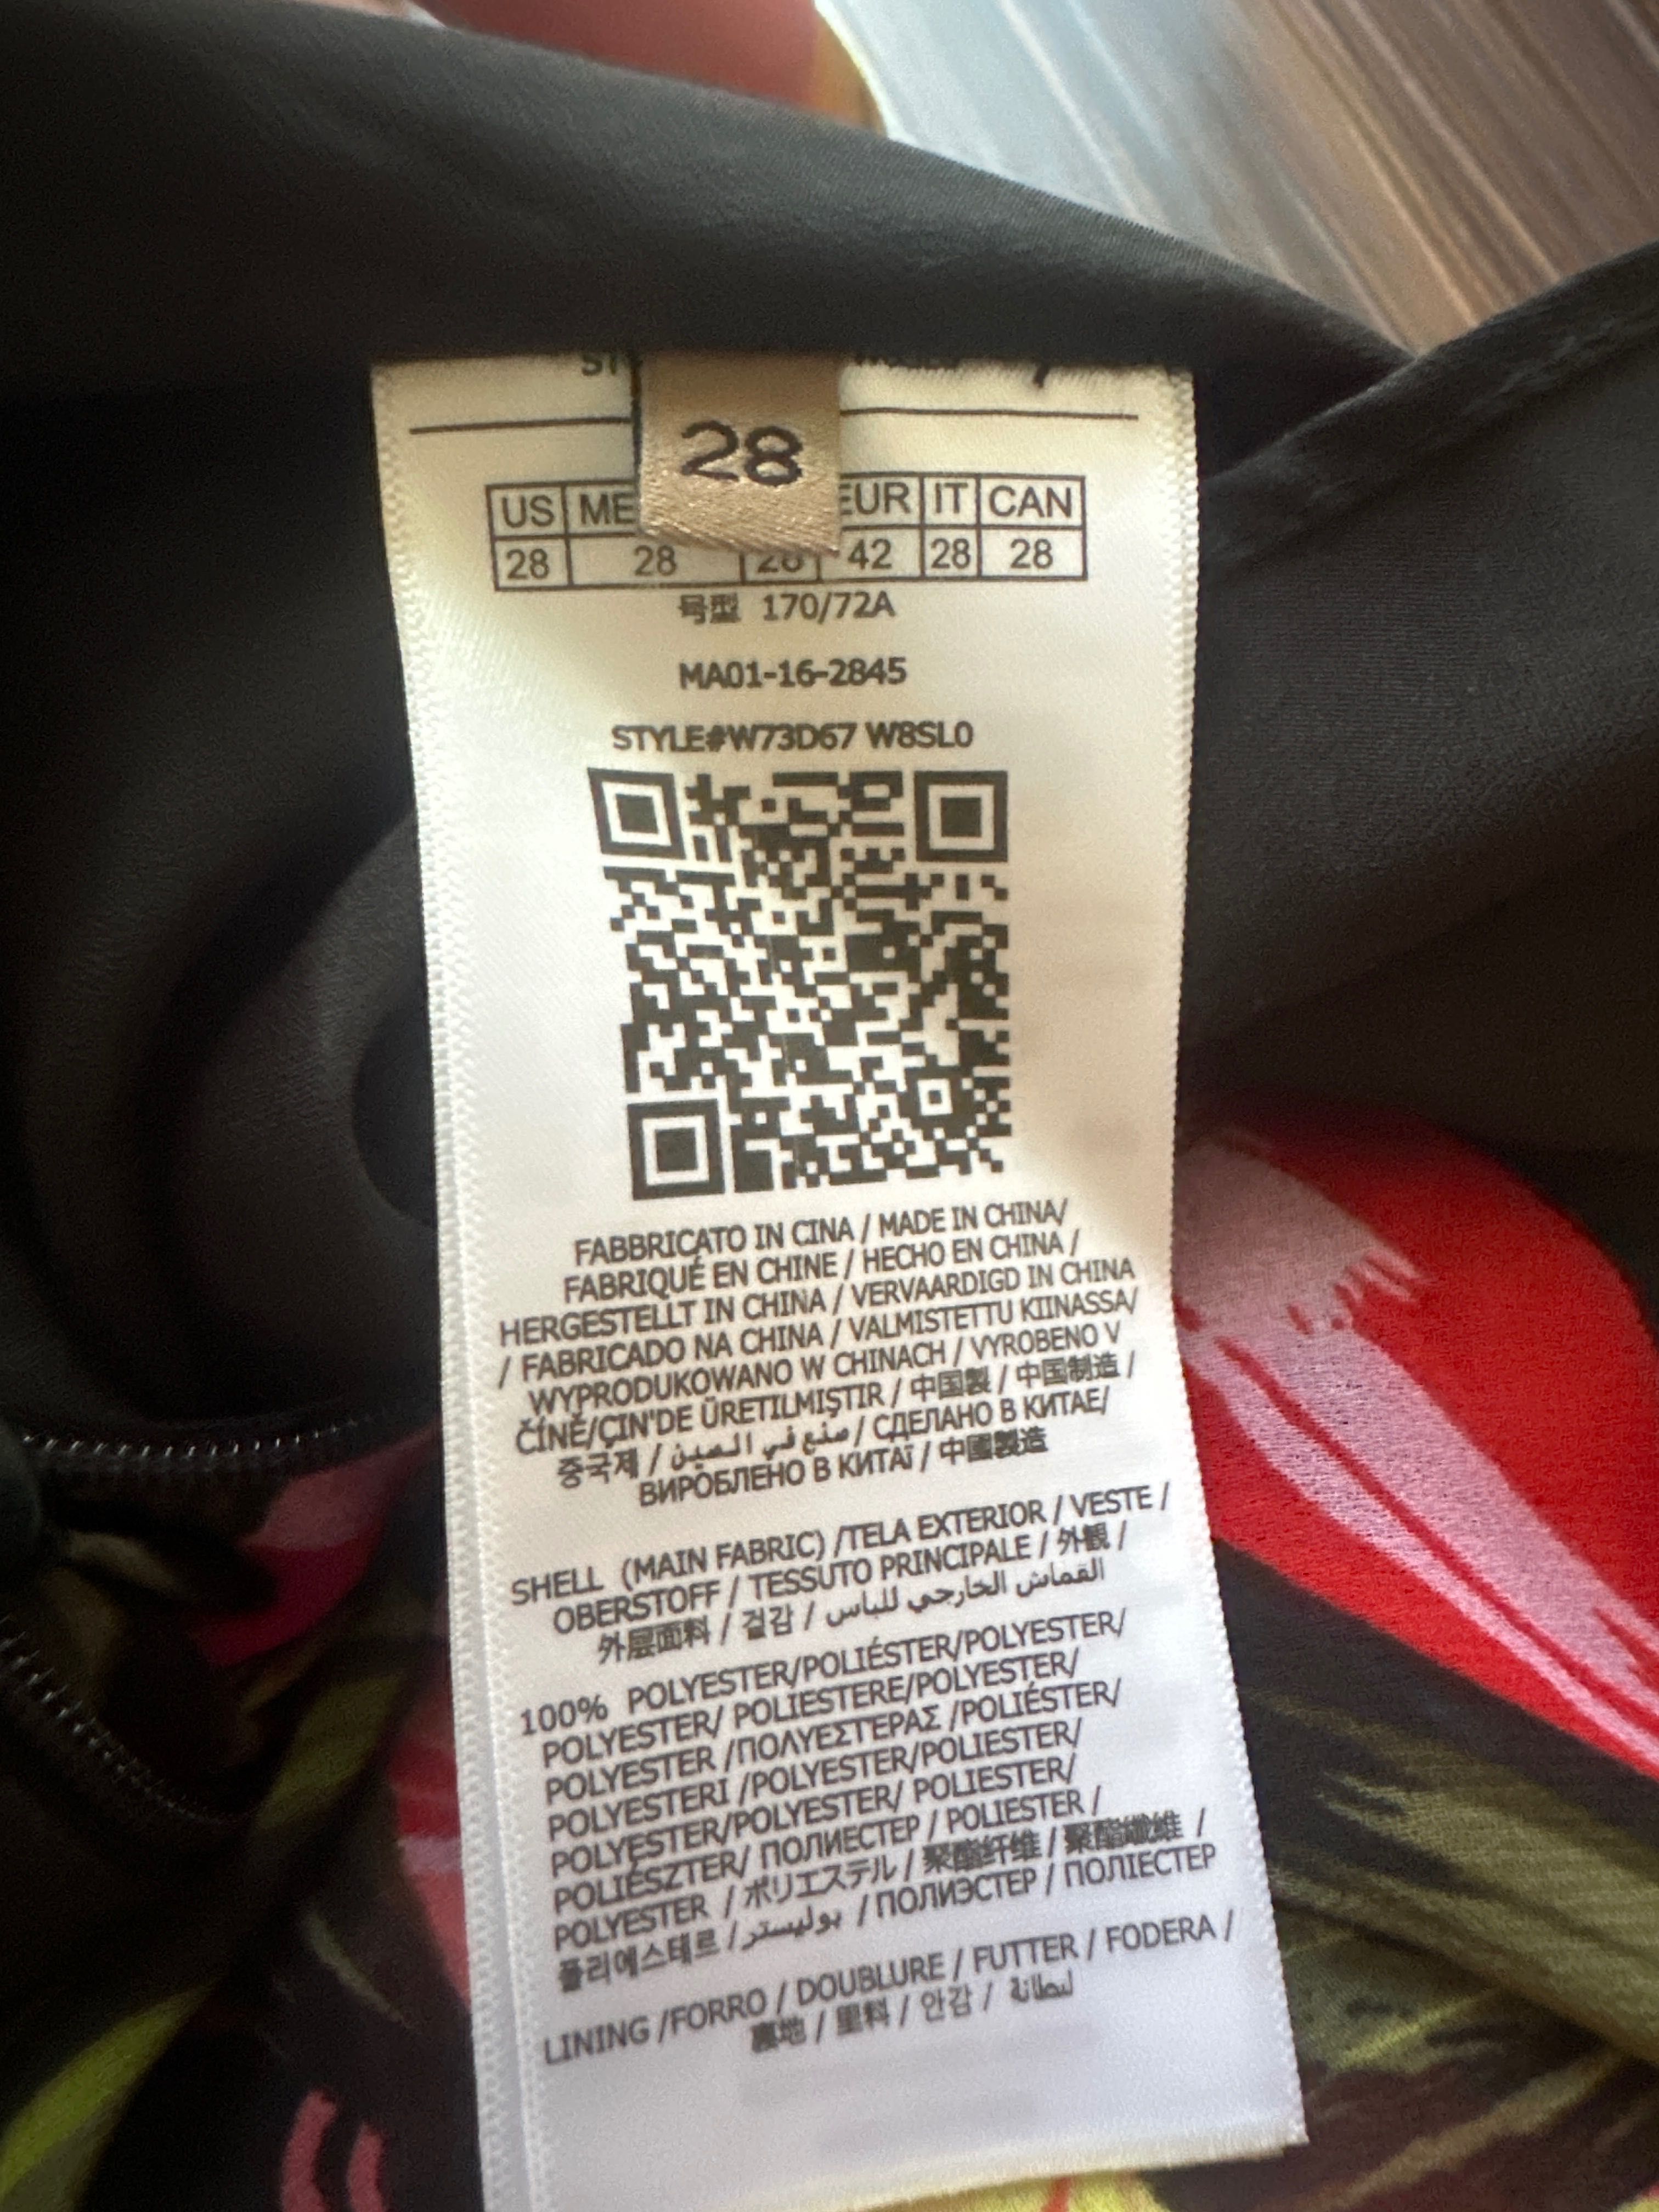 28
US ME EUR IT CAN
28 28 28 42 28 28
号型 170/72A
MA01-16-2845
STYLE#W73D67 W8SL0
FABBRICATO IN CINA / MADE IN CHINA/
FABRIQUÉ EN CHINE / HECHO EN CHINA /
HERGESTELLT IN CHINA / VERVAARDIGD IN CHINA
/ FABRICADO NA CHINA / VALMISTETTU KIINASSA/
WYPRODUKOWANO W CHINACH / VYROBENO V
ČÍNĚ/ÇIN'DE ÜRETILMIŞTIR / 中国製 / 中国制造 /
중국제 / صنع في الصين / СДЕЛАНО В КИТАЕ/
ВИРОБЛЕНО В КИТАЇ / 中國製造
SHELL (MAIN FABRIC) /TELA EXTERIOR / VESTE /
OBERSTOFF / TESSUTO PRINCIPALE / 外観 /
外层面料 / 겉감 / القماش الخارجي للباس
100% POLYESTER/POLIÉSTER/POLYESTER/
POLYESTER/ POLIESTERE/POLYESTER/
POLYESTER /ΠΟΛΥΕΣΤΕΡΑΣ /POLIÉSTER/
POLYESTERI /POLYESTER/POLIESTER/
POLYESTER/POLYESTER/ POLIESTER/
POLIÉSZTER/ ПОЛИЕСТЕР / POLIESTER /
POLYESTER / ポリエステル / 聚酯纤维 / 聚酯纖維 /
폴리에스테르 / بوليستر / ПОЛИЭСТЕР / ПОЛІЕСТЕР
LINING /FORRO / DOUBLURE / FUTTER / FODERA /
裏地 / 里料 / 안감 / لبطانة